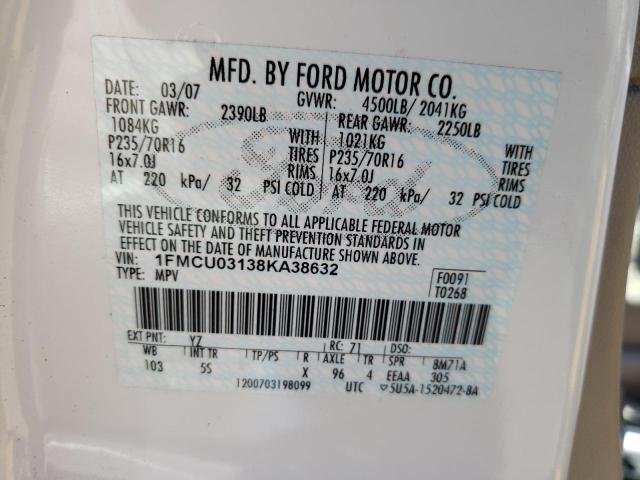 MFD. BY FORD MOTOR CO.
DATE: 03/07 GVWR: 4500LB/ 2041KG
FRONT GAWR: 2390LB REAR GAWR: 2250LB
1084KG WITH 1021KG WITH
P235/70R16 TIRES P235/70R16 TIRES
16x7.0J RIMS 16x7.0J RIMS
AT 220 kPa/ 32 PSI COLD AT 220 kPa/ 32 PSI COLD
THIS VEHICLE CONFORMS TO ALL APPLICABLE FEDERAL MOTOR
VEHICLE SAFETY AND THEFT PREVENTION STANDARDS IN
EFFECT ON THE DATE OF MANUFACTURE SHOWN ABOVE.
VIN: 1FMCU03138KA38632 F0091
TYPE: MPV T0268
EXT PNT: YZ RC: 71 DSO:
WB INT TR TP/PS R AXLE TR SPR 8M71A
103 5S X 96 4 EEAA 305
1200703198099 UTC ▽5U5A-1520472-8A
Ford